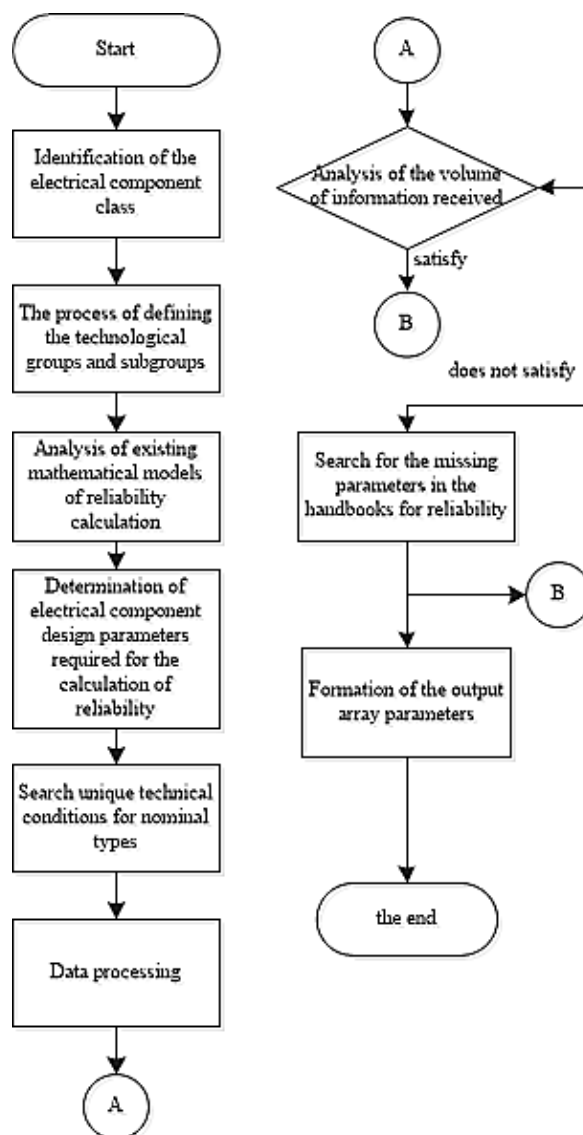 Start
Identification of the
electrical component
class
The process of defining
the technological
groups and subgroups
Analysis of existing
mathematical models
of reliability
calculation
Determination of
electrical component
design parameters
required for the
calculation of
reliability
Search unique technical
conditions for nominal
types
Data processing
A
A
Analysis of the volume
of information received
satisfy
B
does not satisfy
Search for the missing
parameters in the
handbooks for reliability
B
Formation of the output
array parameters
the end